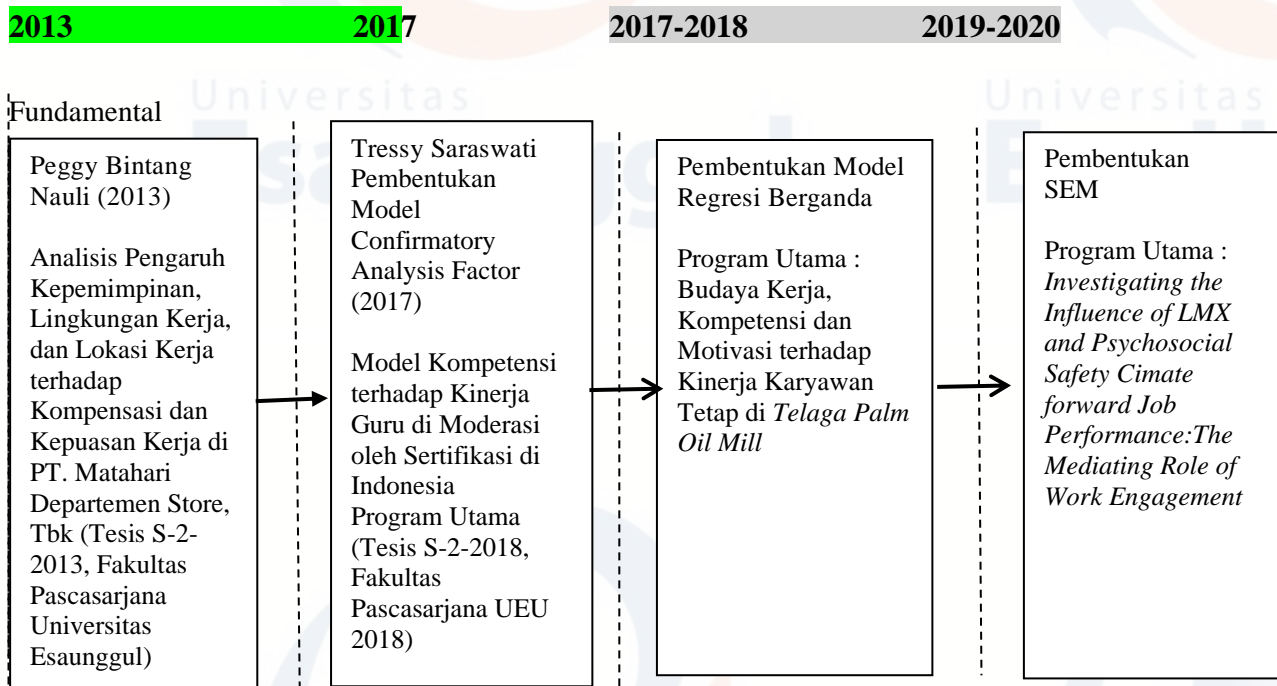 2013 2017 2017-2018 2019-2020
Universitas Universitas
Fundamental
Peggy Bintang
Nauli (2013)
Analisis Pengaruh
Kepemimpinan,
Lingkungan Kerja,
dan Lokasi Kerja
terhadap
Kompensasi dan
Kepuasan Kerja di
PT. Matahari
Departemen Store,
Tbk (Tesis S-2-
2013, Fakultas
Pascasarjana
Universitas
Esaunggul)
Tressy Saraswati
Pembentukan
Model
Confirmatory
Analysis Factor
(2017)
Model Kompetensi
terhadap Kinerja
Guru di Moderasi
oleh Sertifikasi di
Indonesia
Program Utama
(Tesis S-2-2018,
Fakultas
Pascasarjana UEU
2018)
Pembentukan Model
Regresi Berganda
Program Utama :
Budaya Kerja,
Kompetensi dan
Motivasi terhadap
Kinerja Karyawan
Tetap di Telaga Palm
Oil Mill
Pembentukan
SEM
Program Utama :
Investigating the
Influence of LMX
and Psychosocial
Safety Cimate
forward Job
Performance:The
Mediating Role of
Work Engagement